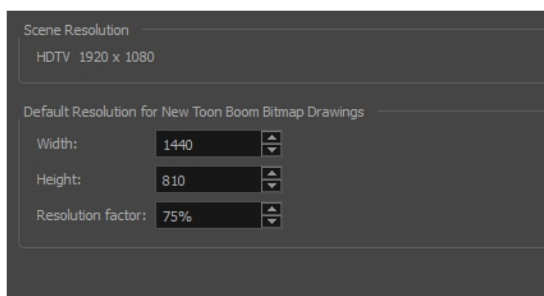 Scene Resolution
HDTV 1920 x 1080
Default Resolution for New Toon Boom Bitmap Drawings
Width: 1440
Height: 810
Resolution factor: 75%